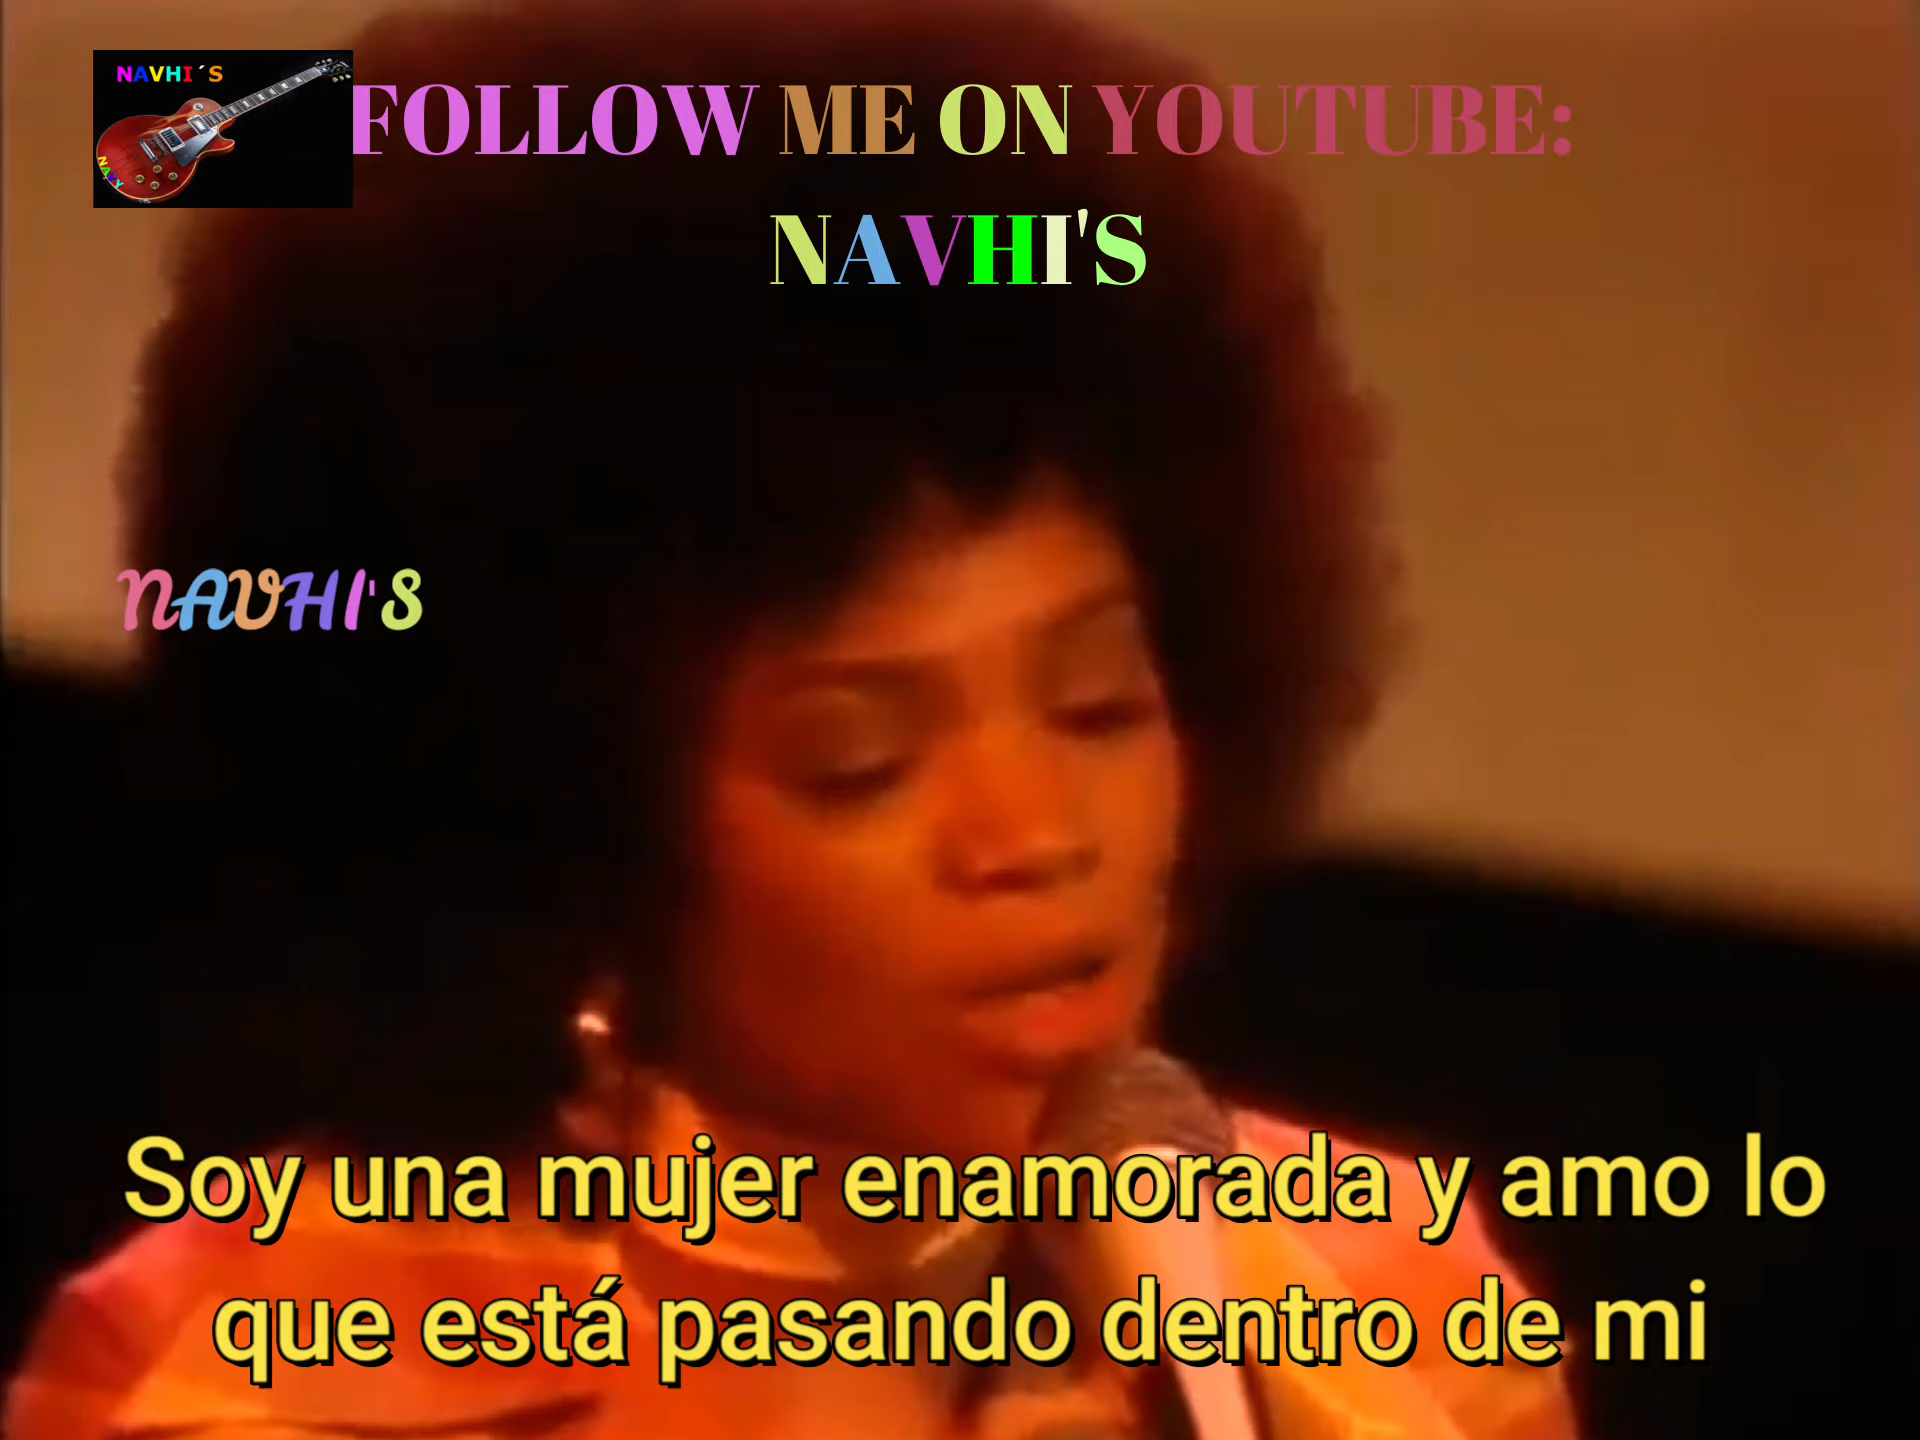 NAVHI´S
NAVY
FOLLOW ME ON YOUTUBE:
NAVHI'S
NAVHI'S
Soy una mujer enamorada y amo lo
que está pasando dentro de mi